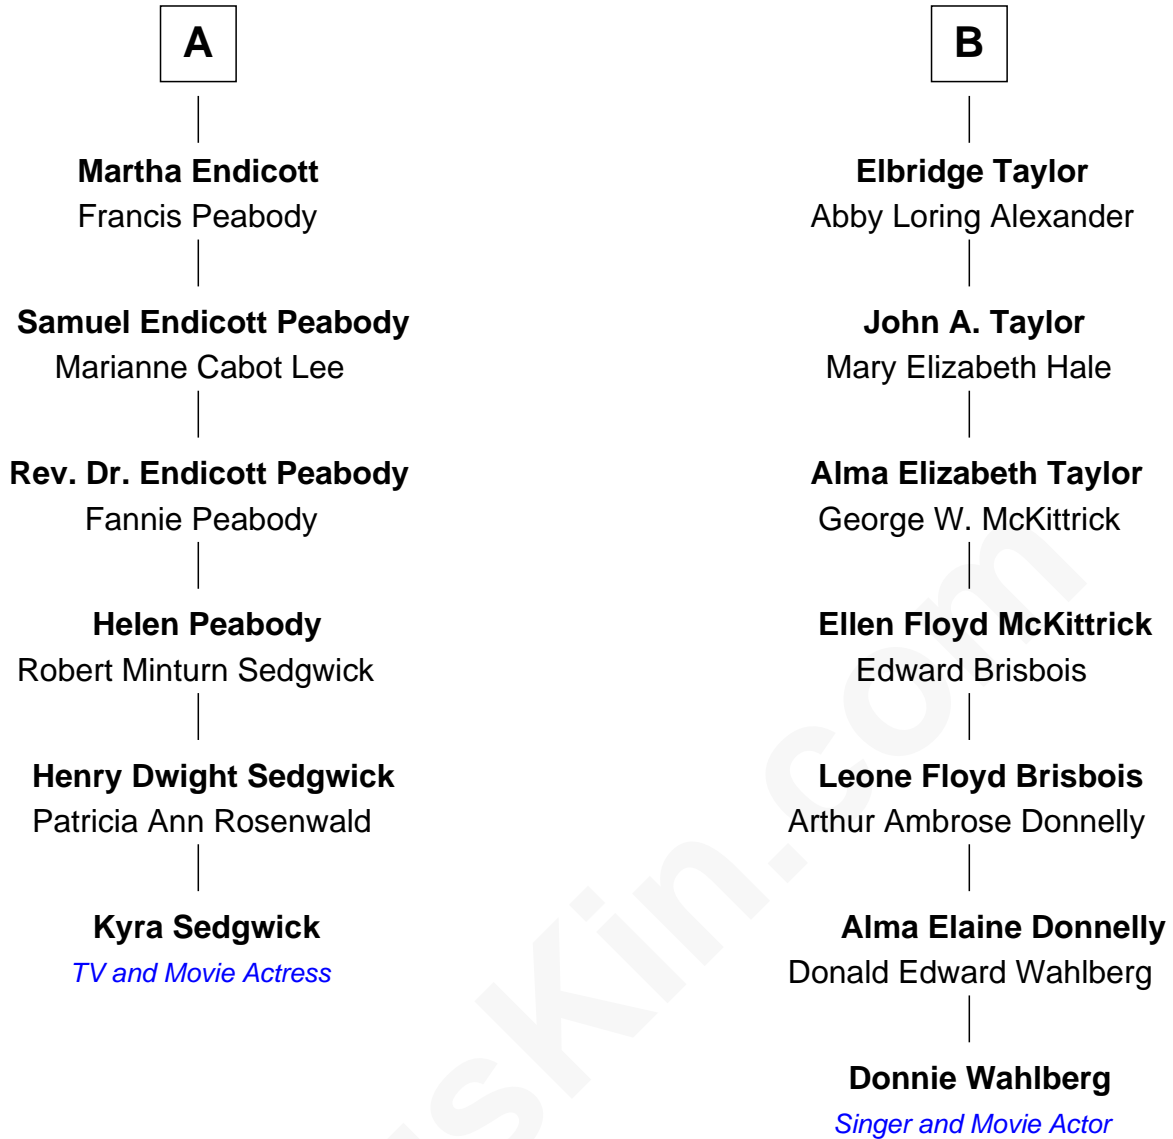 A
Martha Endicott
Francis Peabody
Samuel Endicott Peabody
Marianne Cabot Lee
Rev. Dr. Endicott Peabody
Fannie Peabody
Helen Peabody
Robert Minturn Sedgwick
Henry Dwight Sedgwick
Patricia Ann Rosenwald
Kyra Sedgwick
TV and Movie Actress
B
Elbridge Taylor
Abby Loring Alexander
John A. Taylor
Mary Elizabeth Hale
Alma Elizabeth Taylor
George W. McKittrick
Ellen Floyd McKittrick
Edward Brisbois
Leone Floyd Brisbois
Arthur Ambrose Donnelly
Alma Elaine Donnelly
Donald Edward Wahlberg
Donnie Wahlberg
Singer and Movie Actor